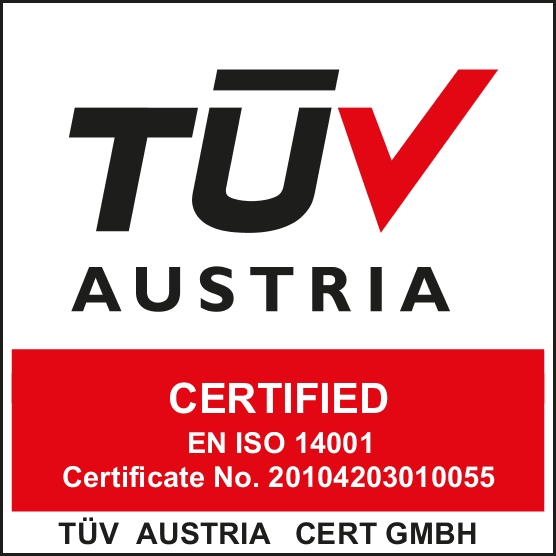 TÜV
AUSTRIA
CERTIFIED
EN ISO 14001
Certificate No. 20104203010055
TÜV AUSTRIA CERT GMBH